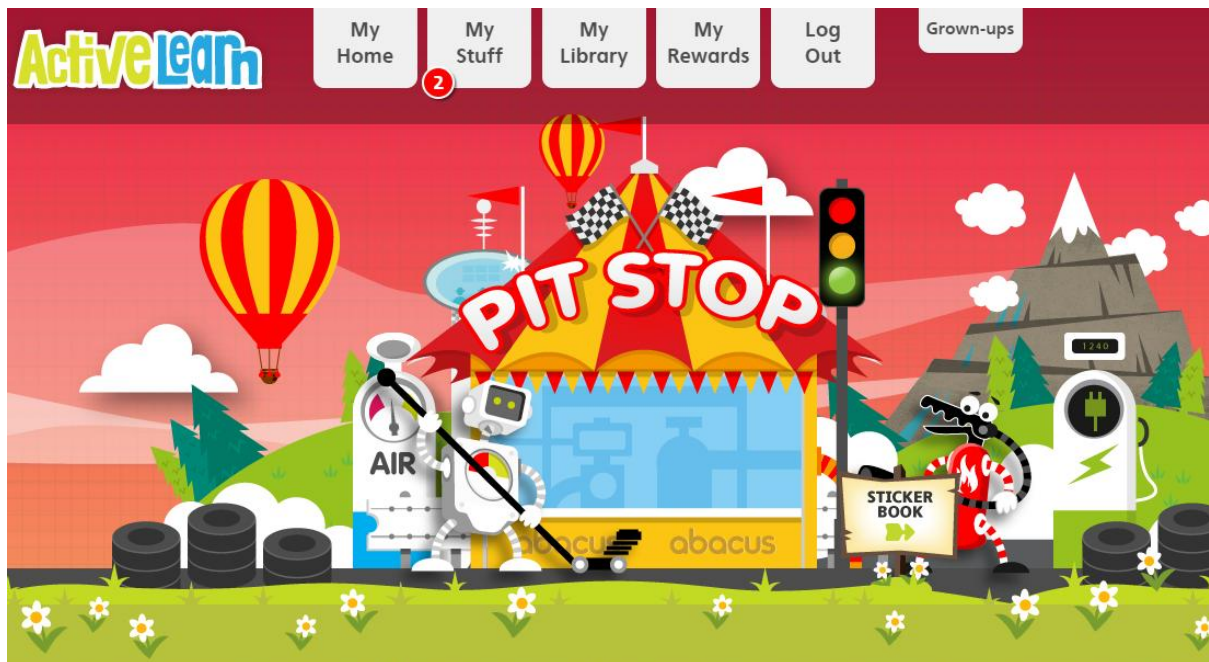 ActiveLearn
My
Home
My
Stuff
2
My
Library
My
Rewards
Log
Out
Grown-ups
PIT STOP
1240
AIR
STICKER
BOOK
abacus
abacus